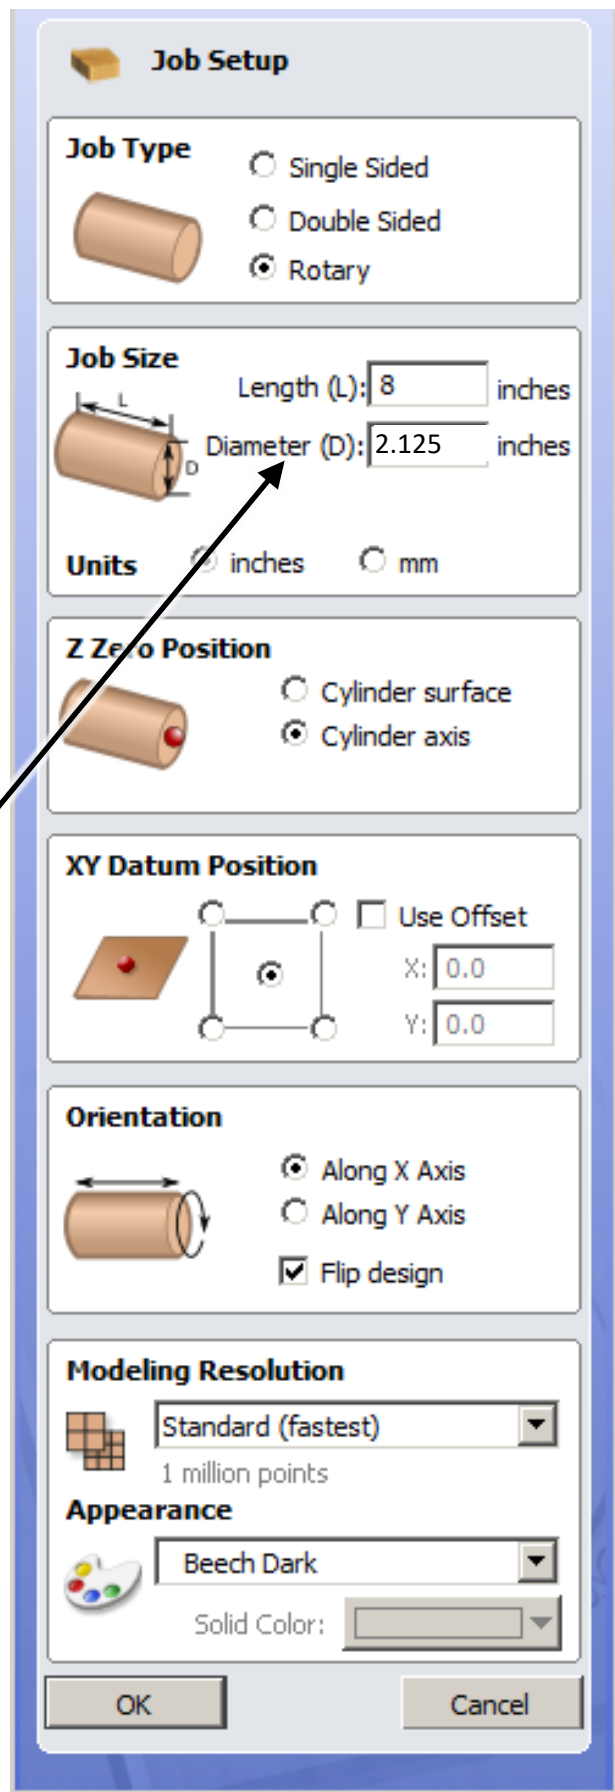 Job Setup
Job Type
Single Sided
Double Sided
Rotary
Job Size
L
D
Length (L): 8 inches
Diameter (D): 2.125 inches
Units inches mm
Z Zero Position
Cylinder surface
Cylinder axis
XY Datum Position
Use Offset
X: 0.0
Y: 0.0
Orientation
Along X Axis
Along Y Axis
Flip design
Modeling Resolution
Standard (fastest)
1 million points
Appearance
Beech Dark
Solid Color:
OK Cancel